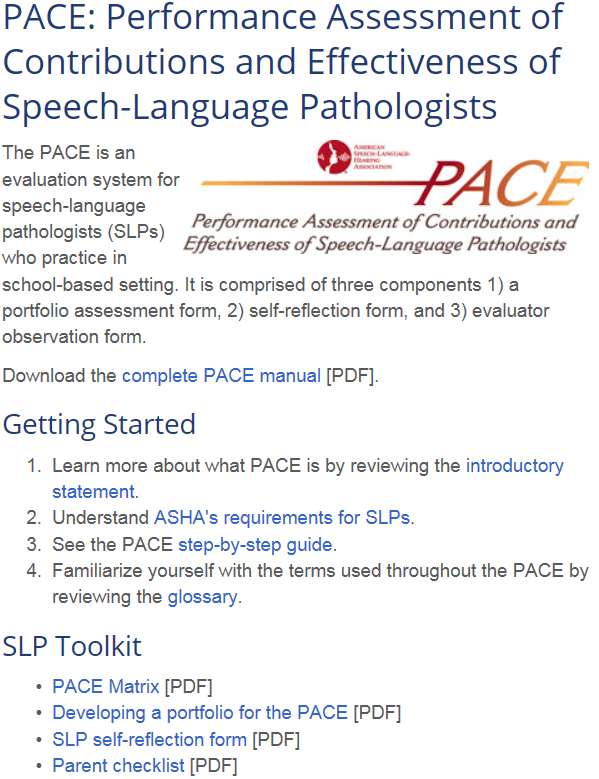 PACE: Performance Assessment of
Contributions and Effectiveness of
Speech-Language Pathologists
The PACE is an
evaluation system for
speech-language
pathologists (SLPs)
who practice in
AMERICAN
SPEECH-LANGUAGE-
HEARING
ASSOCIATION
PACE
Performance Assessment of Contributions and
Effectiveness of Speech-Language Pathologists
school-based setting. It is comprised of three components 1) a
portfolio assessment form, 2) self-reflection form, and 3) evaluator
observation form.
Download the complete PACE manual [PDF].
Getting Started
1. Learn more about what PACE is by reviewing the introductory
statement.
2. Understand ASHA's requirements for SLPs.
3. See the PACE step-by-step guide.
4. Familiarize yourself with the terms used throughout the PACE by
reviewing the glossary.
SLP Toolkit
• PACE Matrix [PDF]
• Developing a portfolio for the PACE [PDF]
• SLP self-reflection form [PDF]
• Parent checklist [PDF]